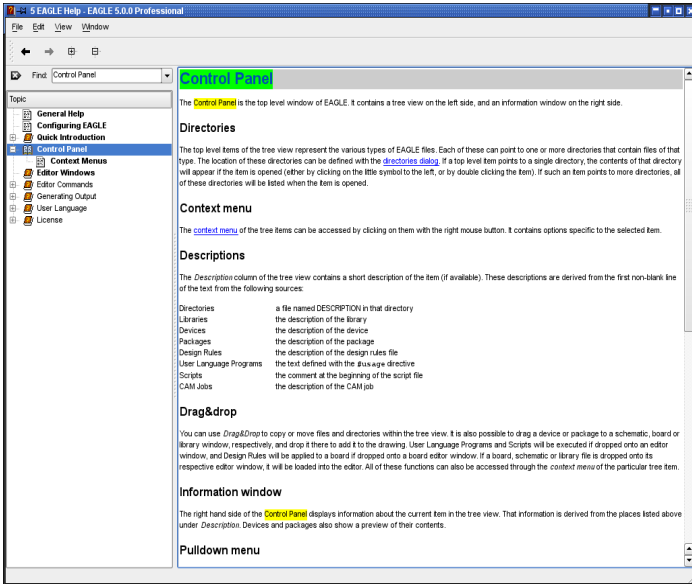 5 EAGLE Help - EAGLE 5.0.0 Professional
File Edit View Window
Find: Control Panel
Topic
General Help
Configuring EAGLE
Quick Introduction
Control Panel
Context Menus
Editor Windows
Editor Commands
Generating Output
User Language
License
Control Panel
The Control Panel is the top level window of EAGLE. It contains a tree view on the left side, and an information window on the right side.
Directories
The top level items of the tree view represent the various types of EAGLE files. Each of these can point to one or more directories that contain files of that
type. The location of these directories can be defined with the directories dialog. If a top level item points to a single directory, the contents of that directory
will appear if the item is opened (either by clicking on the little symbol to the left, or by double clicking the item). If such an item points to more directories, all
of these directories will be listed when the item is opened.
Context menu
The context menu of the tree items can be accessed by clicking on them with the right mouse button. It contains options specific to the selected item.
Descriptions
The Description column of the tree view contains a short description of the item (if available). These descriptions are derived from the first non-blank line
of the text from the following sources:
Directories a file named DESCRIPTION in that directory
Libraries the description of the library
Devices the description of the device
Packages the description of the package
Design Rules the description of the design rules file
User Language Programs the text defined with the #usage directive
Scripts the comment at the beginning of the script file
CAM Jobs the description of the CAM job
Drag&drop
You can use Drag&Drop to copy or move files and directories within the tree view. It is also possible to drag a device or package to a schematic, board or
library window, respectively, and drop it there to add it to the drawing. User Language Programs and Scripts will be executed if dropped onto an editor
window, and Design Rules will be applied to a board if dropped onto a board editor window. If a board, schematic or library file is dropped onto its
respective editor window, it will be loaded into the editor. All of these functions can also be accessed through the context menu of the particular tree item.
Information window
The right hand side of the Control Panel displays information about the current item in the tree view. That information is derived from the places listed above
under Description. Devices and packages also show a preview of their contents.
Pulldown menu